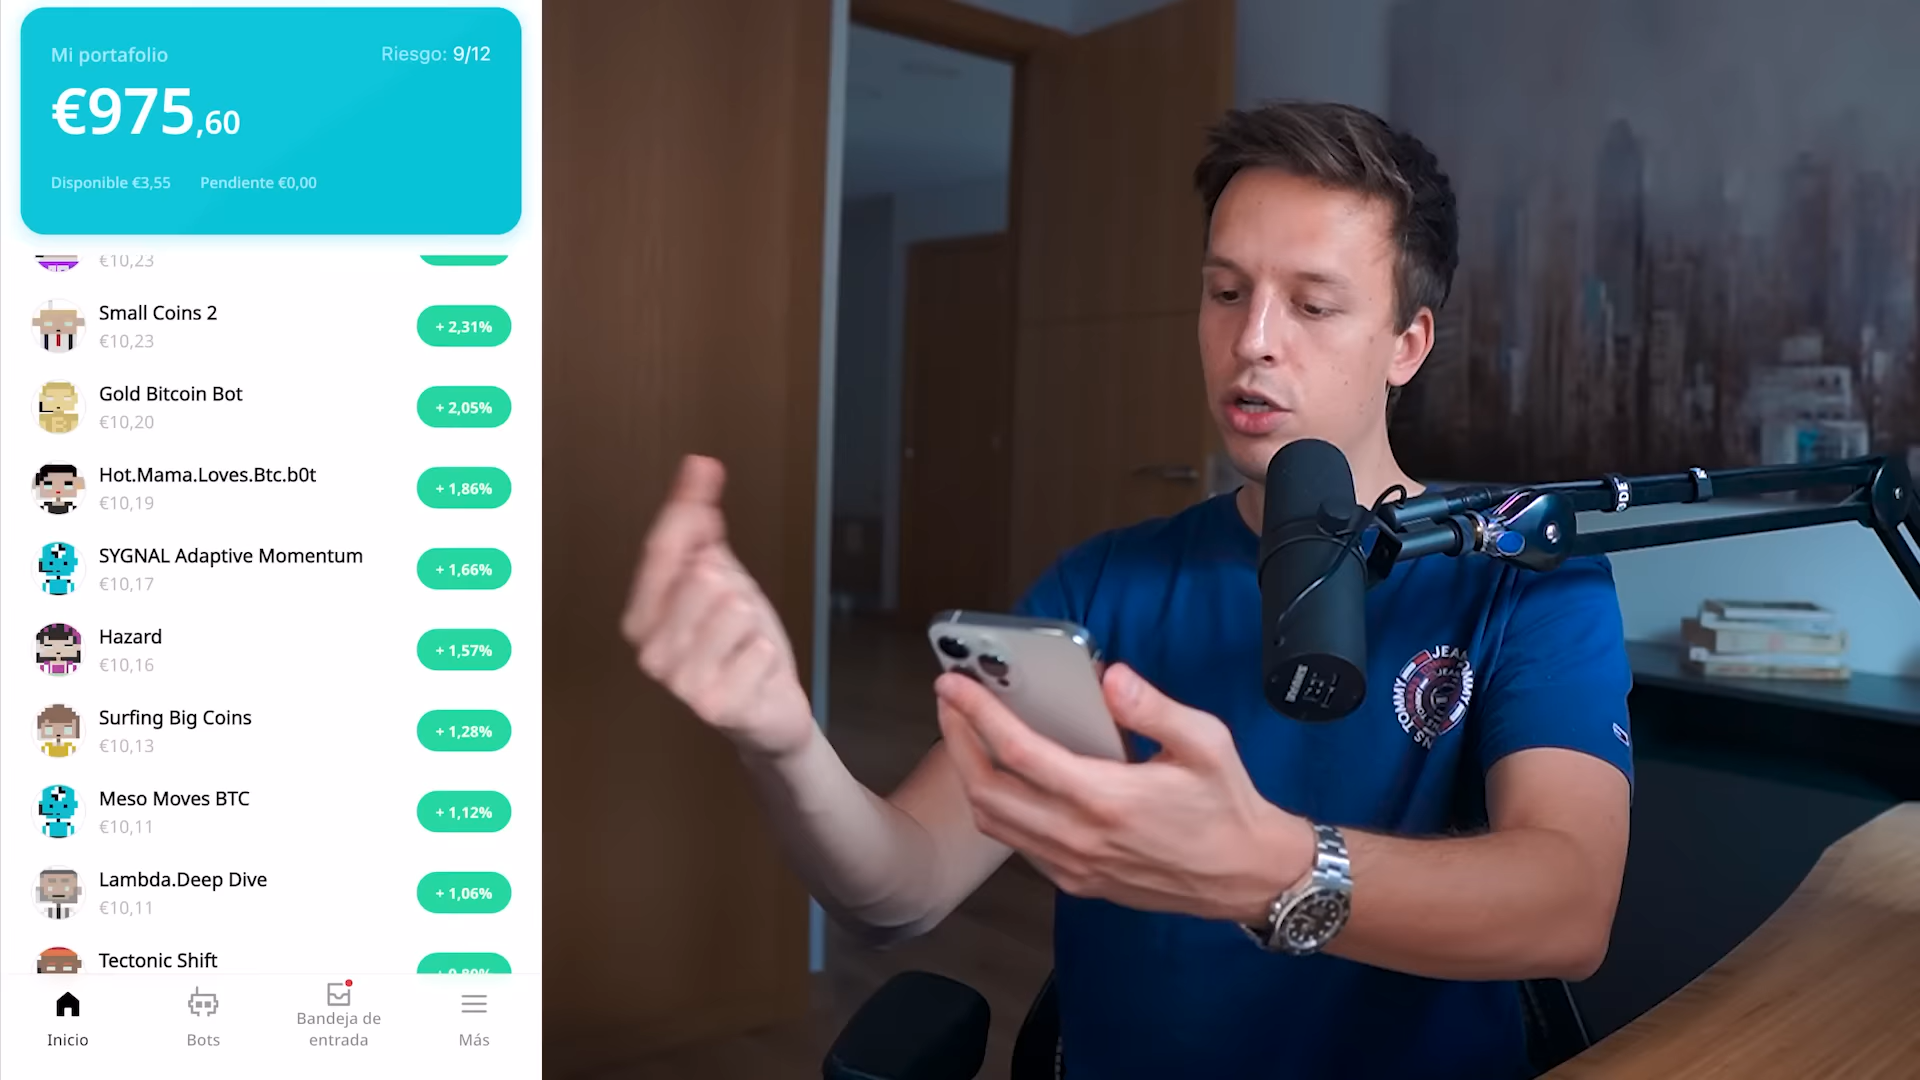 Mi portafolio
Riesgo: 9/12
€975,60
Disponible €3,55
Pendiente €0,00
€10,23
Small Coins 2
€10,23
+ 2,31%
Gold Bitcoin Bot
€10,20
+ 2,05%
Hot.Mama.Loves.Btc.b0t
€10,19
+ 1,86%
SYGNAL Adaptive Momentum
€10,17
+ 1,66%
Hazard
€10,16
+ 1,57%
Surfing Big Coins
€10,13
+ 1,28%
Meso Moves BTC
€10,11
+ 1,12%
Lambda.Deep Dive
€10,11
+ 1,06%
Tectonic Shift
Inicio
Bots
Bandeja de
entrada
Más